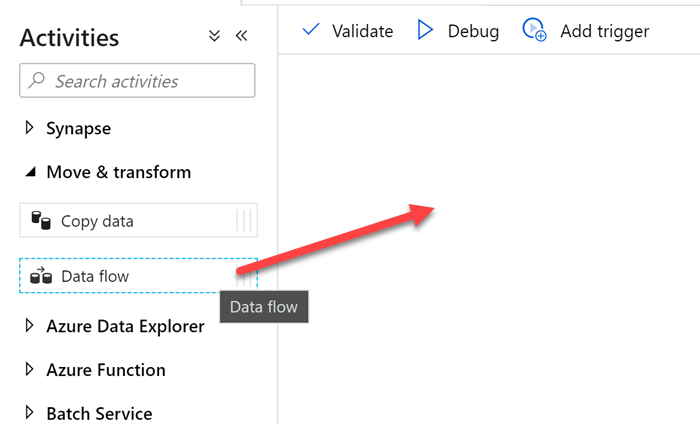 Activities
Validate
Debug
Add trigger
Search activities
Synapse
Move & transform
Copy data
Data flow
Data flow
Azure Data Explorer
Azure Function
Batch Service